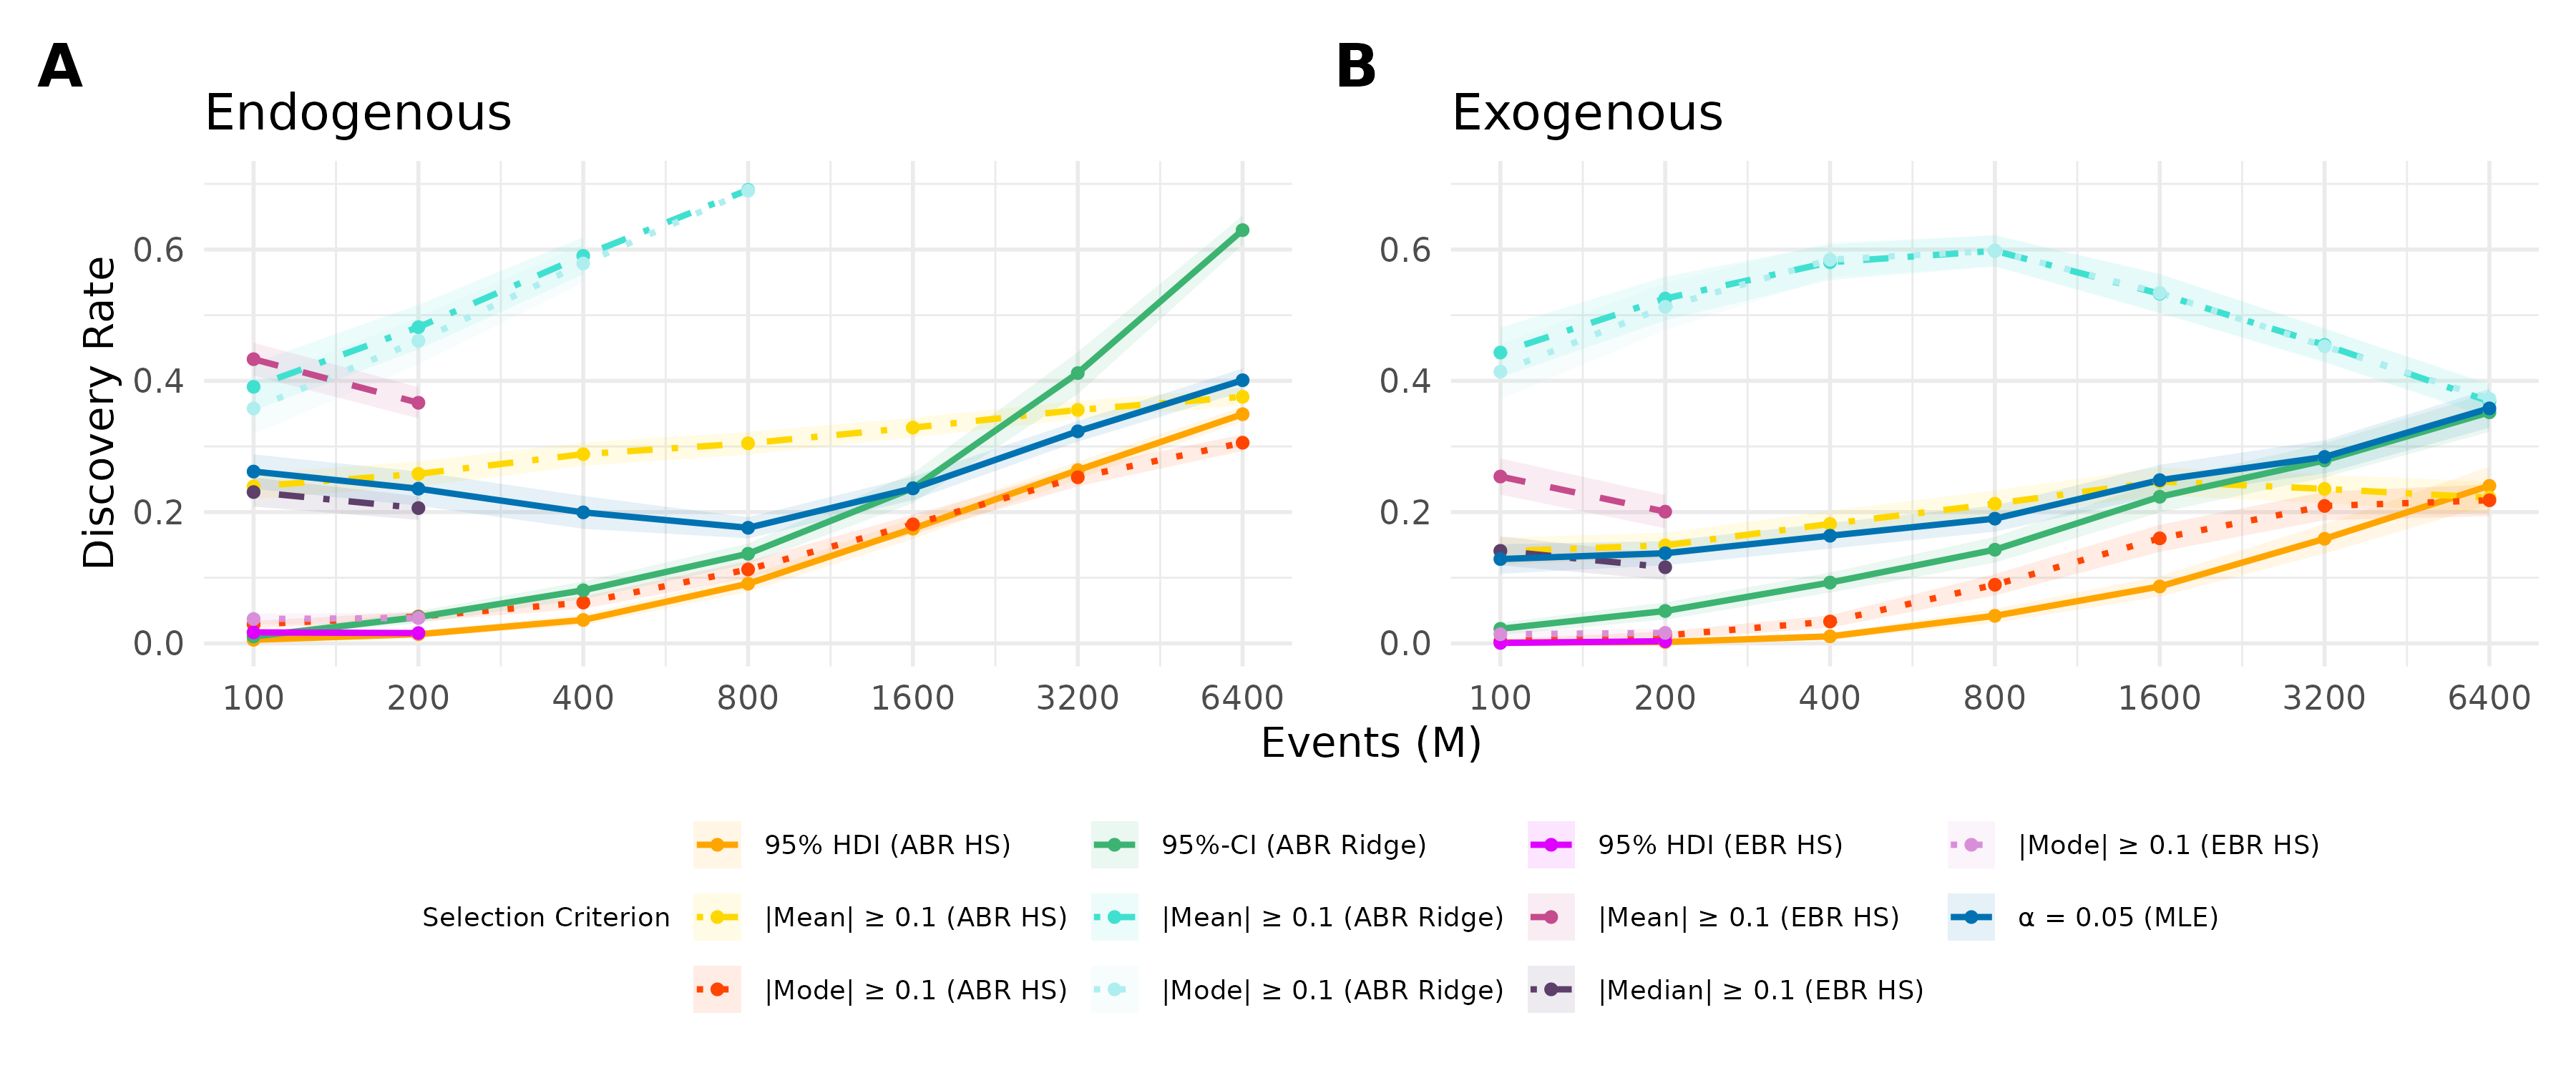 A
B
Endogenous
Exogenous
Discovery Rate
0.6
0.4
0.2
0.0
0.6
0.4
0.2
0.0
100 200 400 800 1600 3200 6400
100 200 400 800 1600 3200 6400
Events (M)
Selection Criterion
95% HDI (ABR HS)
95%-CI (ABR Ridge)
95% HDI (EBR HS)
|Mode| ≥ 0.1 (EBR HS)
|Mean| ≥ 0.1 (ABR HS)
|Mean| ≥ 0.1 (ABR Ridge)
|Mean| ≥ 0.1 (EBR HS)
α = 0.05 (MLE)
|Mode| ≥ 0.1 (ABR HS)
|Mode| ≥ 0.1 (ABR Ridge)
|Median| ≥ 0.1 (EBR HS)